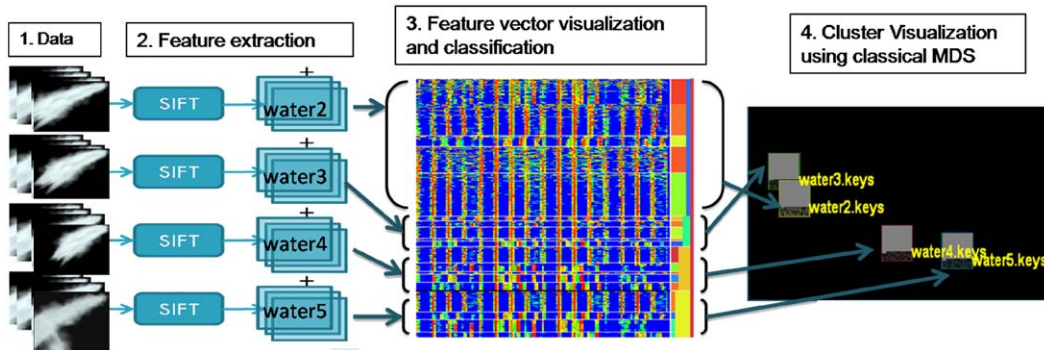 1. Data
2. Feature extraction
3. Feature vector visualization
and classification
4. Cluster Visualization
using classical MDS
SIFT
+
water2
SIFT
+
water3
SIFT
+
water4
SIFT
+
water5
water3.keys
water2.keys
water4.keys
water5.keys